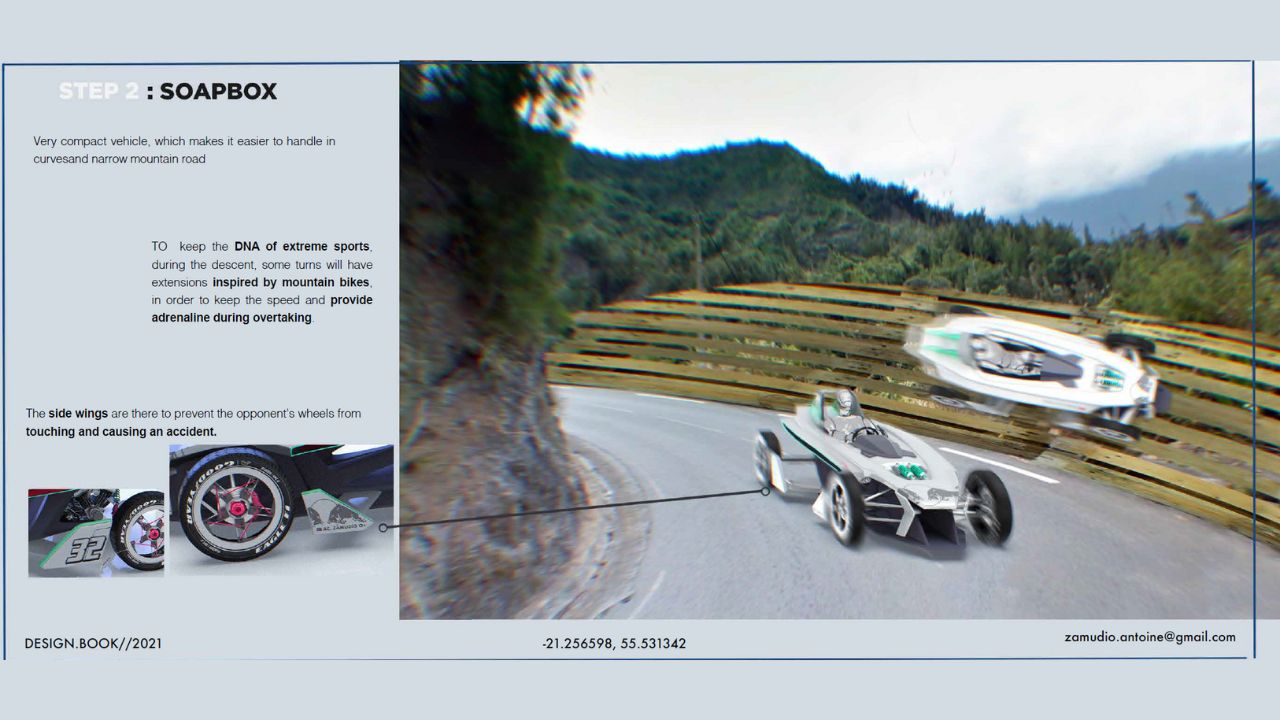 STEP 2 : SOAPBOX
Very compact vehicle, which makes it easier to handle in
curvesand narrow mountain road
TO keep the DNA of extreme sports,
during the descent, some turns will have
extensions inspired by mountain bikes,
in order to keep the speed and provide
adrenaline during overtaking.
The side wings are there to prevent the opponent's wheels from
touching and causing an accident.
32
GOOD YEAR
DESIGN.BOOK//2021
-21.256598, 55.531342
zamudio.antoine@gmail.com